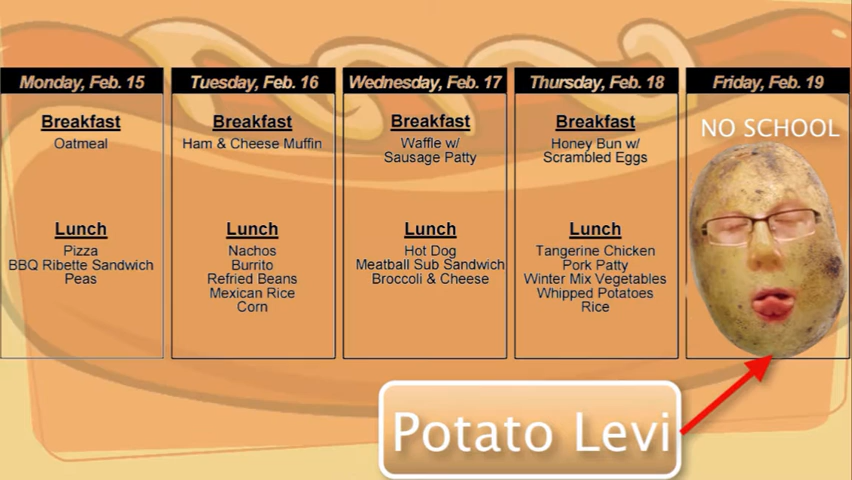 Monday, Feb. 15
Breakfast
Oatmeal
Lunch
Pizza
BBQ Ribette Sandwich
Peas
Tuesday, Feb. 16
Breakfast
Ham & Cheese Muffin
Lunch
Nachos
Burrito
Refried Beans
Mexican Rice
Corn
Wednesday, Feb. 17
Breakfast
Waffle w/
Sausage Patty
Lunch
Hot Dog
Meatball Sub Sandwich
Broccoli & Cheese
Thursday, Feb. 18
Breakfast
Honey Bun w/
Scrambled Eggs
Lunch
Tangerine Chicken
Pork Patty
Winter Mix Vegetables
Whipped Potatoes
Rice
Friday, Feb. 19
NO SCHOOL
Potato Levi